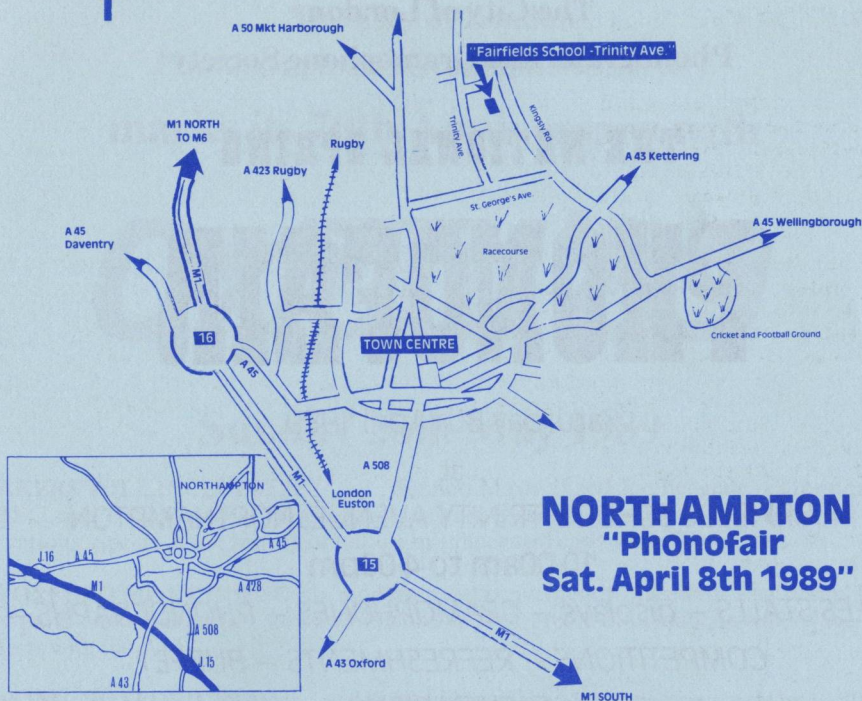 A 50 Mkt Harborough
"Fairfields School -Trinity Ave."
M1 NORTH
TO M6
Trinity Ave.
Kingsly Rd
Rugby
A 423 Rugby
A 43 Kettering
St. George's Ave.
A 45 Wellingborough
A 45
Daventry
Racecourse
M1
16
TOWN CENTRE
Cricket and Football Ground
A 45
M1
A 508
London
Euston
NORTHAMPTON
J.16
A 45
A 45
M1
A 428
A 508
J.15
A 43
15
NORTHAMPTON
"Phonofair
Sat. April 8th 1989"
M1
A 43 Oxford
M1 SOUTH